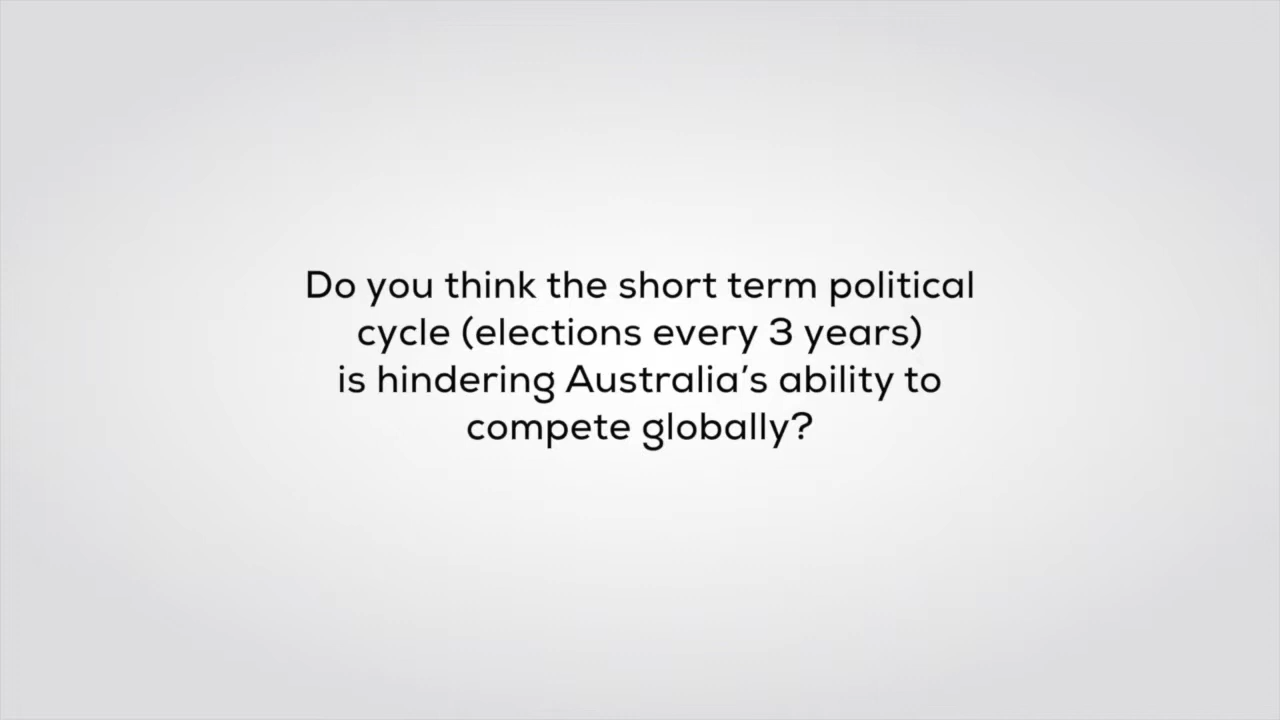 Do you think the short term political
cycle (elections every 3 years)
is hindering Australia’s ability to
compete globally?